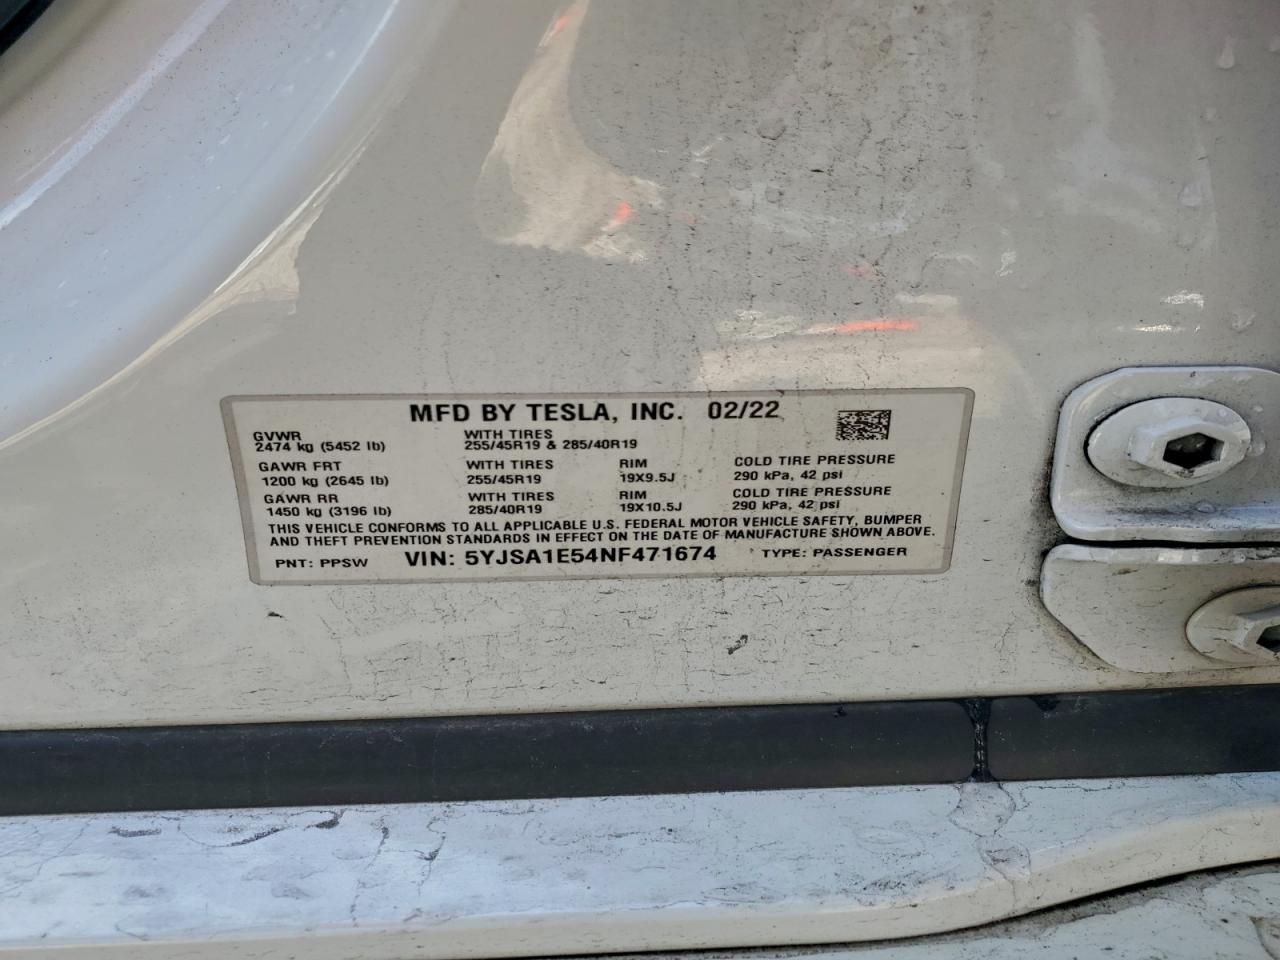 MFD BY TESLA, INC. 02/22
GVWR WITH TIRES
2474 kg (5452 lb) 255/45R19 & 285/40R19
GAWR FRT WITH TIRES RIM COLD TIRE PRESSURE
1200 kg (2645 lb) 255/45R19 19X9.5J 290 kPa, 42 psi
GAWR RR WITH TIRES RIM COLD TIRE PRESSURE
1450 kg (3196 lb) 285/40R19 19X10.5J 290 kPa, 42 psi
THIS VEHICLE CONFORMS TO ALL APPLICABLE U.S. FEDERAL MOTOR VEHICLE SAFETY, BUMPER
AND THEFT PREVENTION STANDARDS IN EFFECT ON THE DATE OF MANUFACTURE SHOWN ABOVE.
PNT: PPSW VIN: 5YJSA1E54NF471674 TYPE: PASSENGER